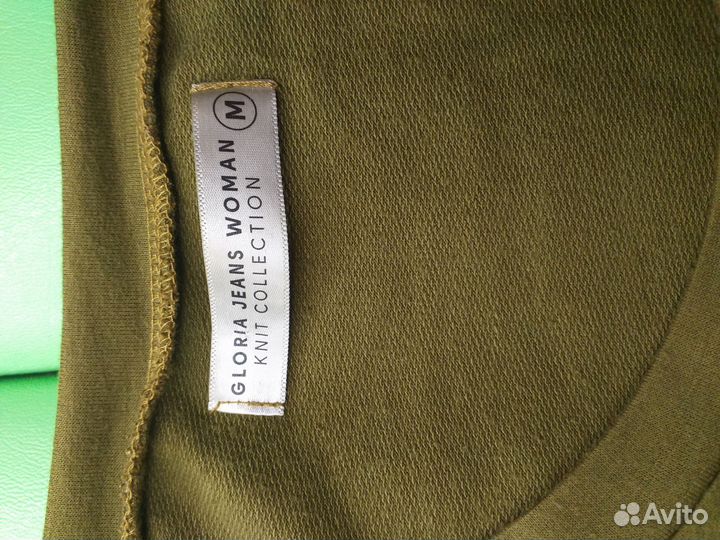 GLORIA JEANS WOMAN M
KNIT COLLECTION
Avito